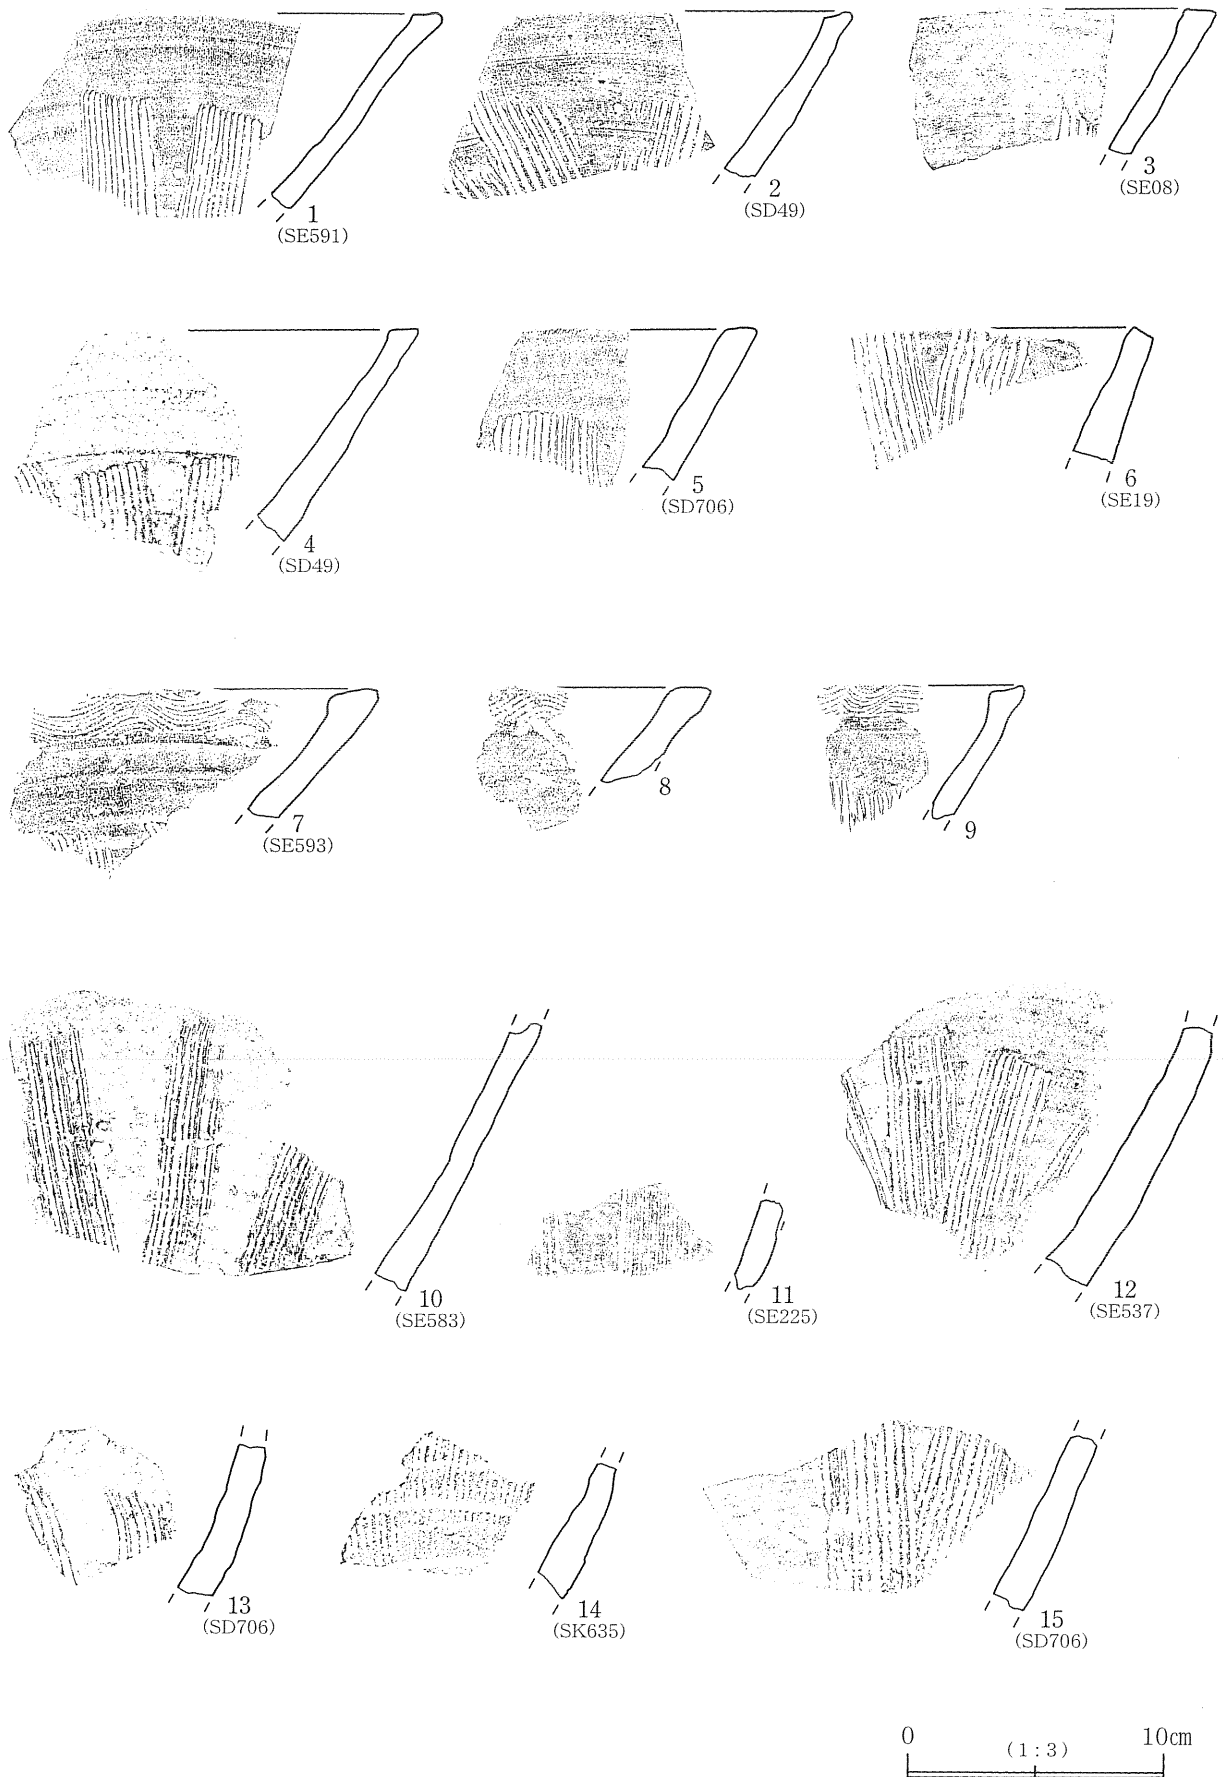 1
(SE591)
2
(SD49)
3
(SE08)
4
(SD49)
5
(SD706)
6
(SE19)
7
(SE593)
8
9
10
(SE583)
11
(SE225)
12
(SE537)
13
(SD706)
14
(SK635)
15
(SD706)
0 (1:3) 10㎝